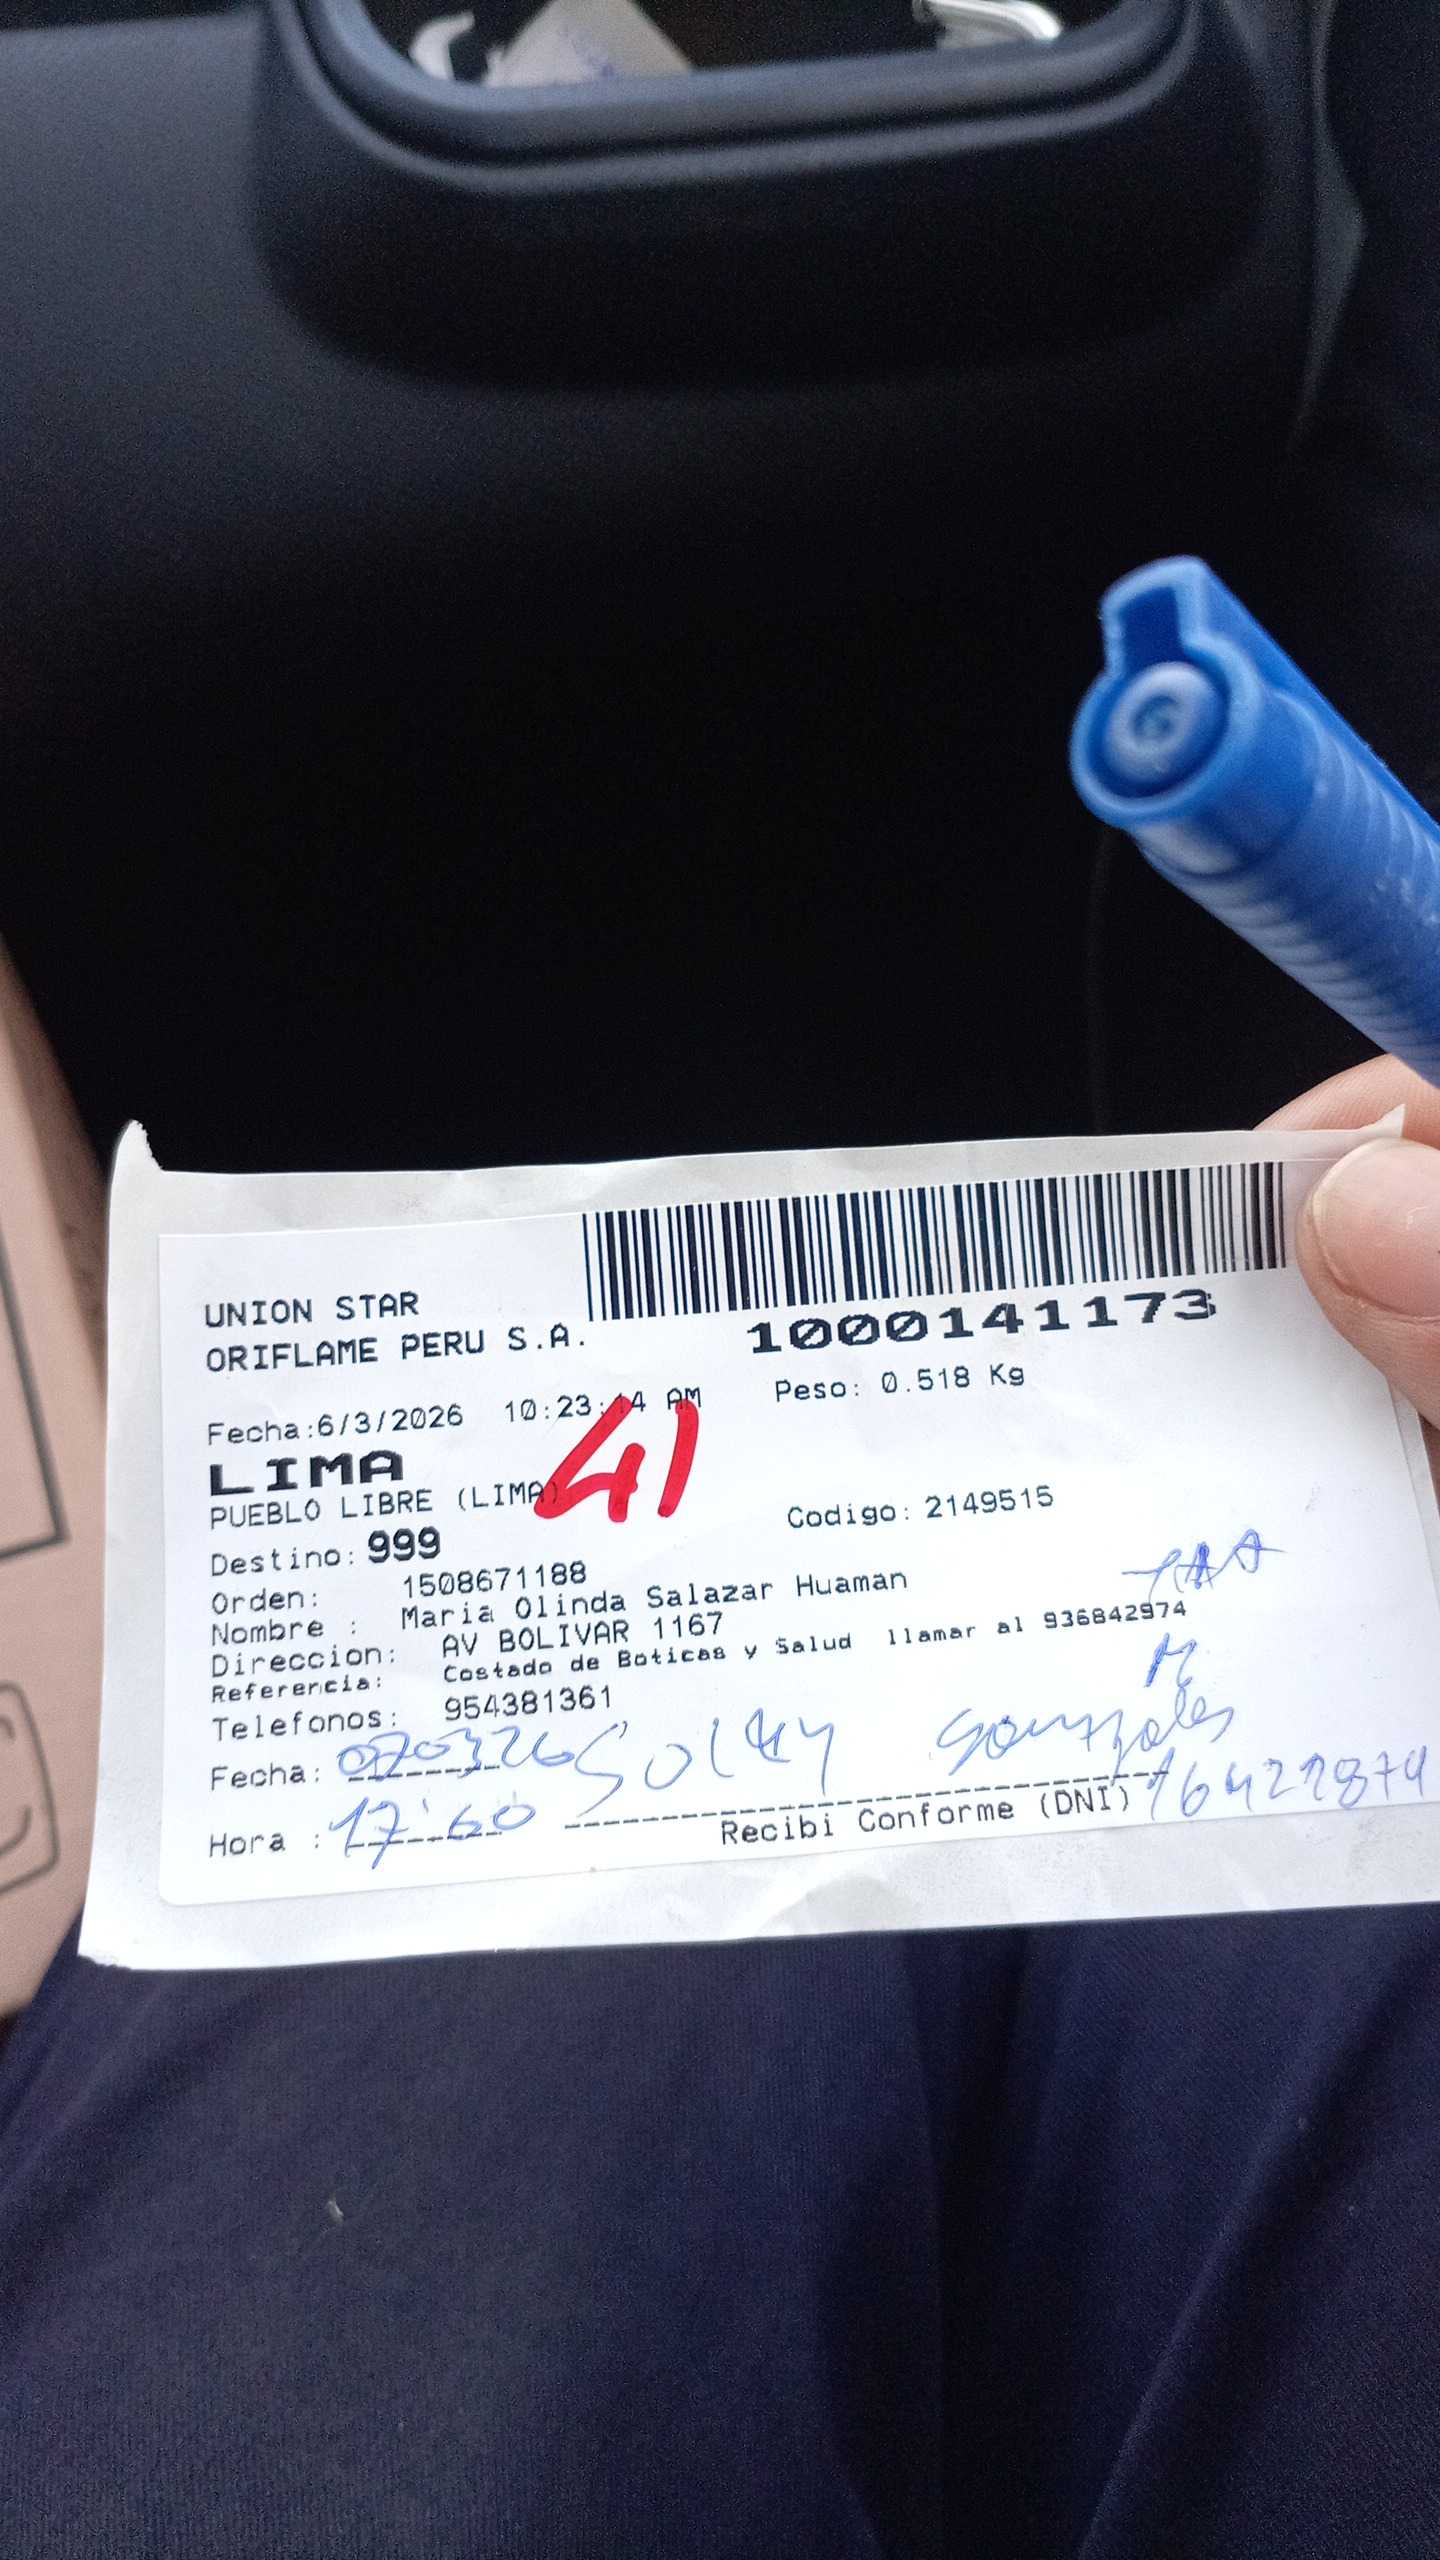 UNION STAR
ORIFLAME PERU S.A.
1000141173
Fecha:6/3/2026 10:23:14 AM Peso: 0.518 Kg
41
LIMA
PUEBLO LIBRE (LIMA)
Destino: 999 Codigo: 2149515
Orden: 1508671188
Nombre : Maria Olinda Salazar Huaman
Direccion: AV BOLIVAR 1167
Referencia: Costado de Boticas y Salud llamar al 936842974
Telefonos: 954381361
Fecha: 070326 Gonzales
Hora :
Recibi Conforme (DNI)